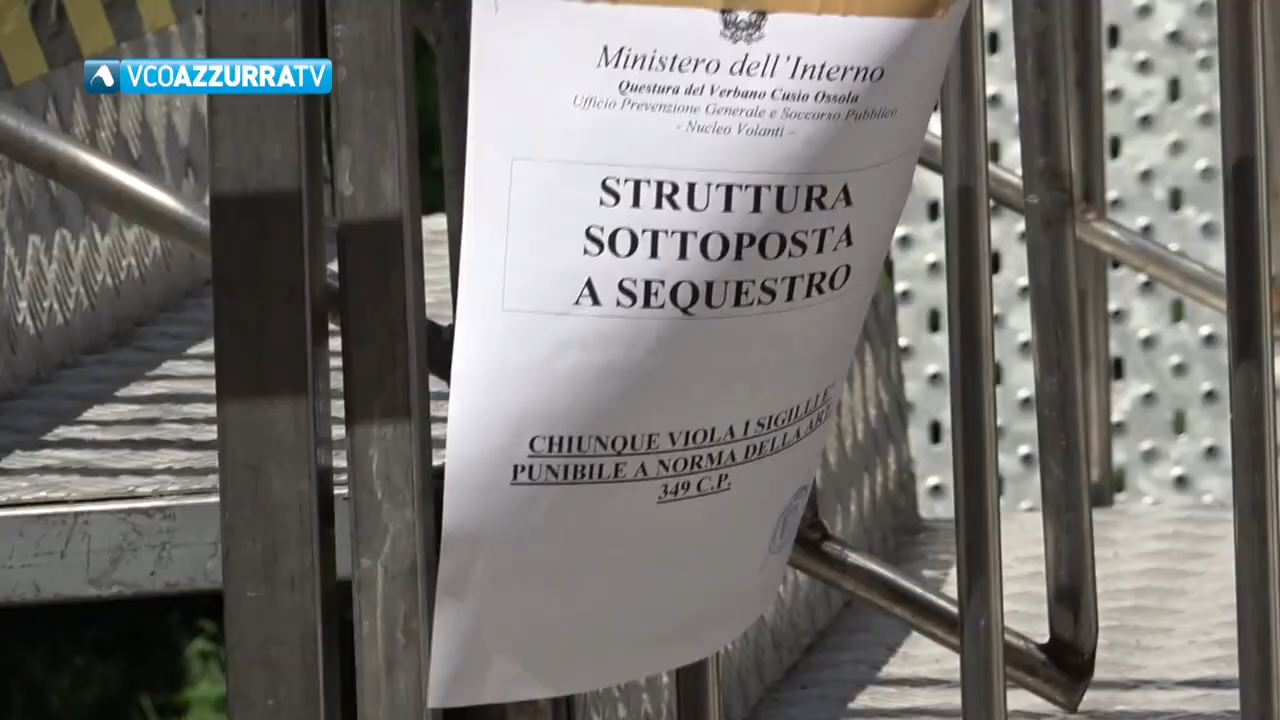 VCOAZZURRATV
Ministero dell'Interno
Questura del Verbano Cusio Ossola
Ufficio Prevenzione Generale e Soccorso Pubblico
- Nucleo Volanti -
STRUTTURA
SOTTOPOSTA
A SEQUESTRO
CHIUNQUE VIOLA I SIGILLI E'
PUNIBILE A NORMA DELLA ART.
349 C.P.